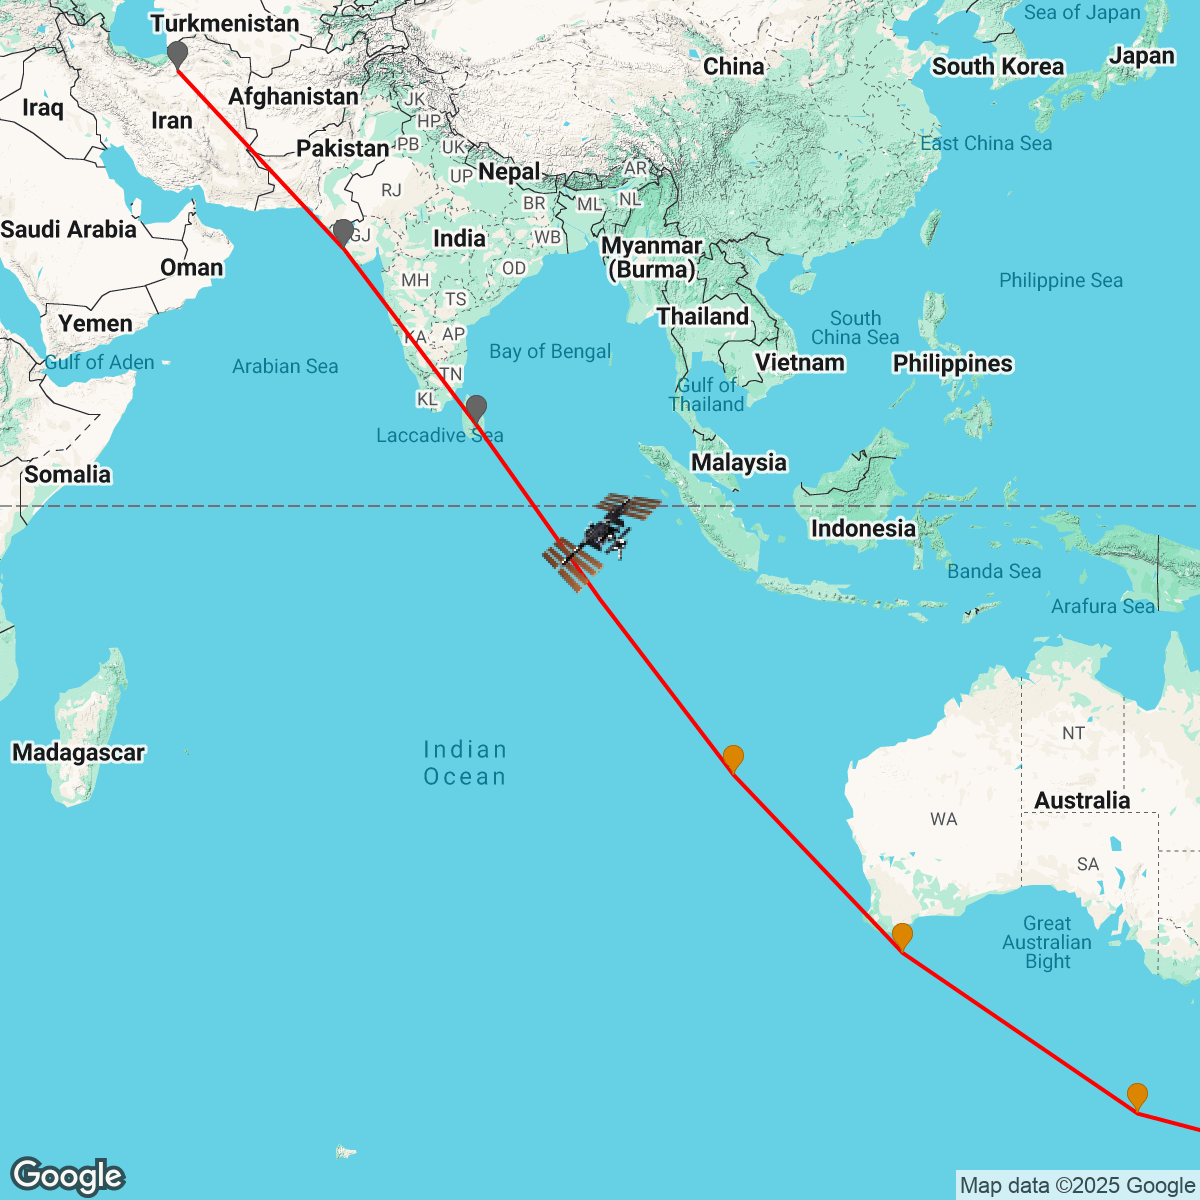 Turkmenistan
Sea of Japan
Japan
South Korea
China
Iraq
Afghanistan
JK
Iran
HP
Pakistan
PB
UK
East China Sea
Nepal
UP
AR
RJ
BR
ML
NL
Saudi Arabia
GJ
India
WB
Myanmar
(Burma)
Oman
OD
MH
Philippine Sea
TS
Yemen
Thailand
South
China Sea
KA
AP
Gulf of Aden
Arabian Sea
Bay of Bengal
Vietnam
Philippines
TN
Gulf of
Thailand
KL
Laccadive Sea
Somalia
Malaysia
Indonesia
Banda Sea
Arafura Sea
NT
Madagascar
Indian
Ocean
Australia
WA
SA
Great
Australian
Bight
Google
Map data ©2025 Google